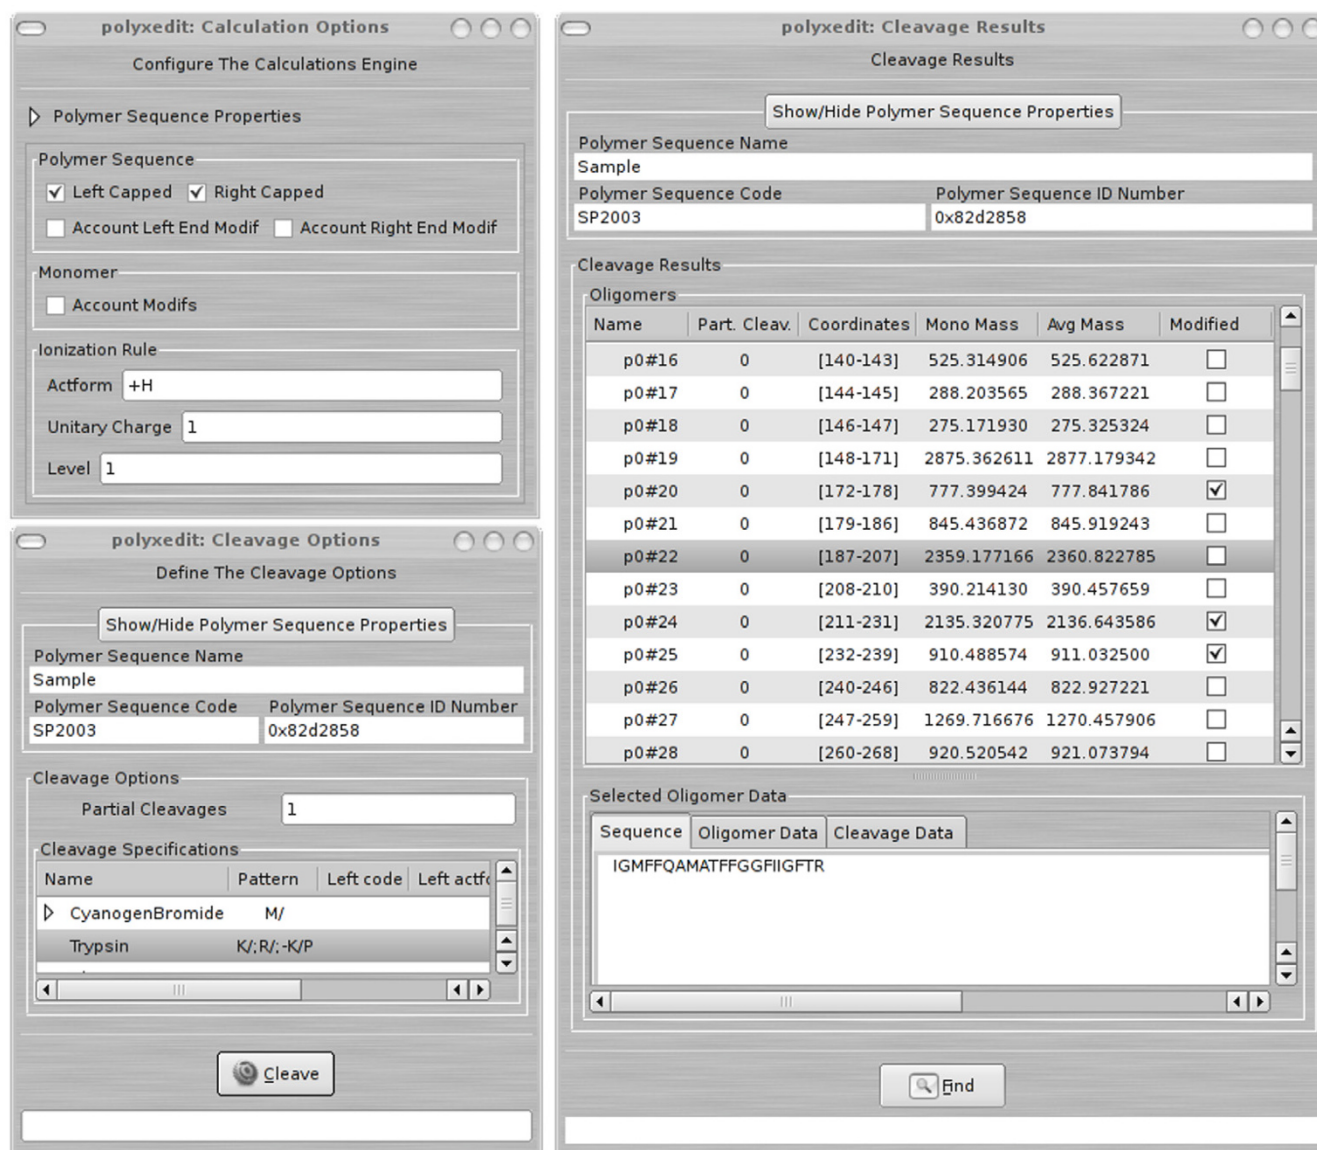 polyxedit: Calculation Options
Configure The Calculations Engine
Polymer Sequence Properties
Polymer Sequence
Left Capped Right Capped
Account Left End Modif Account Right End Modif
Monomer
Account Modifs
Ionization Rule
Actform +H
Unitary Charge 1
Level 1
polyxedit: Cleavage Options
Define The Cleavage Options
Show/Hide Polymer Sequence Properties
Polymer Sequence Name
Sample
Polymer Sequence Code Polymer Sequence ID Number
SP2003 0x82d2858
Cleavage Options
Partial Cleavages 1
Cleavage Specifications
Name Pattern Left code Left actfo
CyanogenBromide M/
Trypsin K/;R/;-K/P
Cleave
polyxedit: Cleavage Results
Cleavage Results
Show/Hide Polymer Sequence Properties
Polymer Sequence Name
Sample
Polymer Sequence Code Polymer Sequence ID Number
SP2003 0x82d2858
Cleavage Results
Oligomers
Name Part. Cleav. Coordinates Mono Mass Avg Mass Modified
p0#16 0 [140-143] 525.314906 525.622871
p0#17 0 [144-145] 288.203565 288.367221
p0#18 0 [146-147] 275.171930 275.325324
p0#19 0 [148-171] 2875.362611 2877.179342
p0#20 0 [172-178] 777.399424 777.841786
p0#21 0 [179-186] 845.436872 845.919243
p0#22 0 [187-207] 2359.177166 2360.822785
p0#23 0 [208-210] 390.214130 390.457659
p0#24 0 [211-231] 2135.320775 2136.643586
p0#25 0 [232-239] 910.488574 911.032500
p0#26 0 [240-246] 822.436144 822.927221
p0#27 0 [247-259] 1269.716676 1270.457906
p0#28 0 [260-268] 920.520542 921.073794
Selected Oligomer Data
Sequence Oligomer Data Cleavage Data
IGMFFQAMATFFGGFIIGFTR
Find